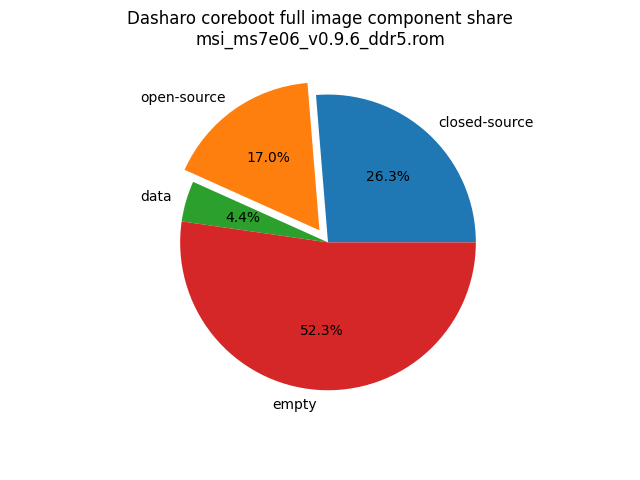 Dasharo coreboot full image component share
msi_ms7e06_v0.9.6_ddr5.rom
open-source
closed-source
17.0%
26.3%
data
4.4%
52.3%
empty